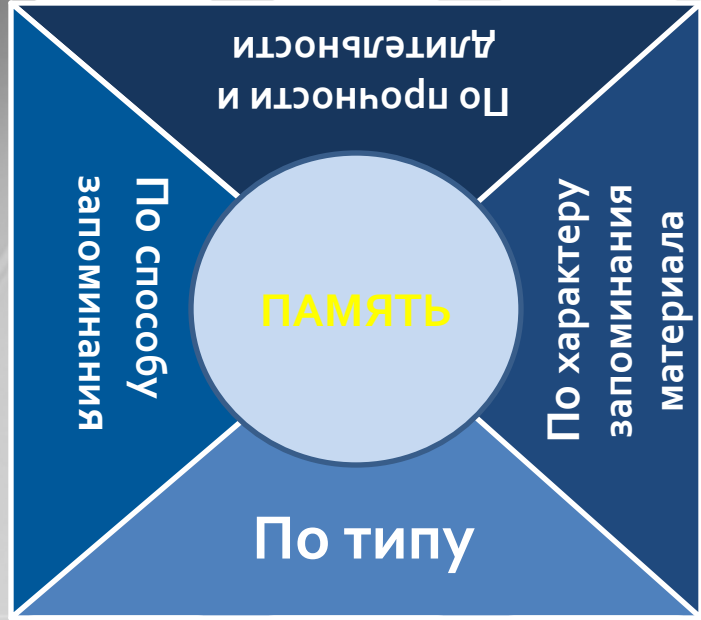 По прочности и
длительности
По способу
запоминания
ПАМЯТЬ
По характеру
запоминания
материала
По типу